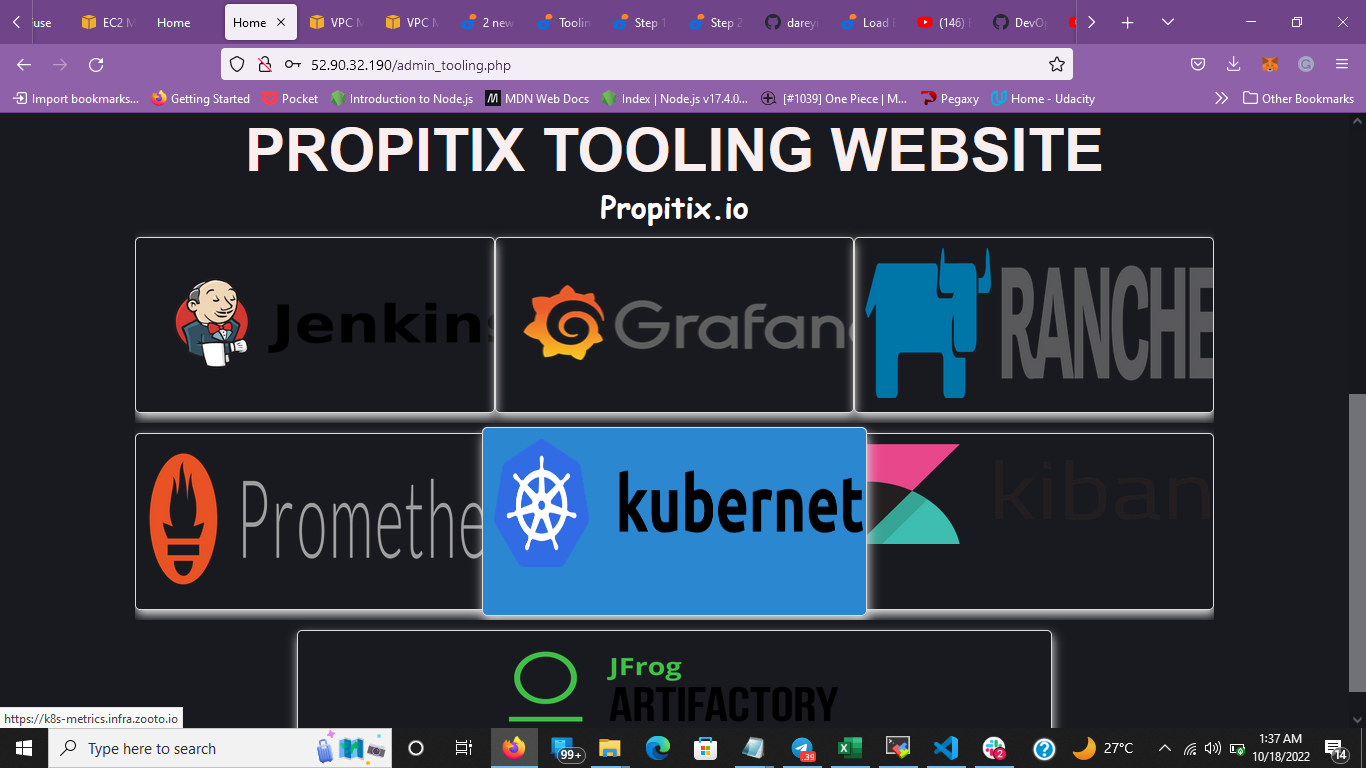 use
EC2 M
Home
Home
VPC M
VPC M
2 new
Toolin
Step 1
Step 2
dareyi
Load B
(146) E
DevOp
52.90.32.190/admin_tooling.php
Import bookmarks...
Getting Started
Pocket
Introduction to Node.js
MDN Web Docs
Index | Node.js v17.4.0...
[#1039] One Piece | M...
Pegaxy
Home - Udacity
Other Bookmarks
PROPITIX TOOLING WEBSITE
Propitix.io
Jenkins
Grafana
RANCHE
Promethe
kubernet
kiban
JFrog
ARTIFACTORY
https://k8s-metrics.infra.zooto.io
Type here to search
99+
.39
2
27°C
1:37 AM
10/18/2022
14